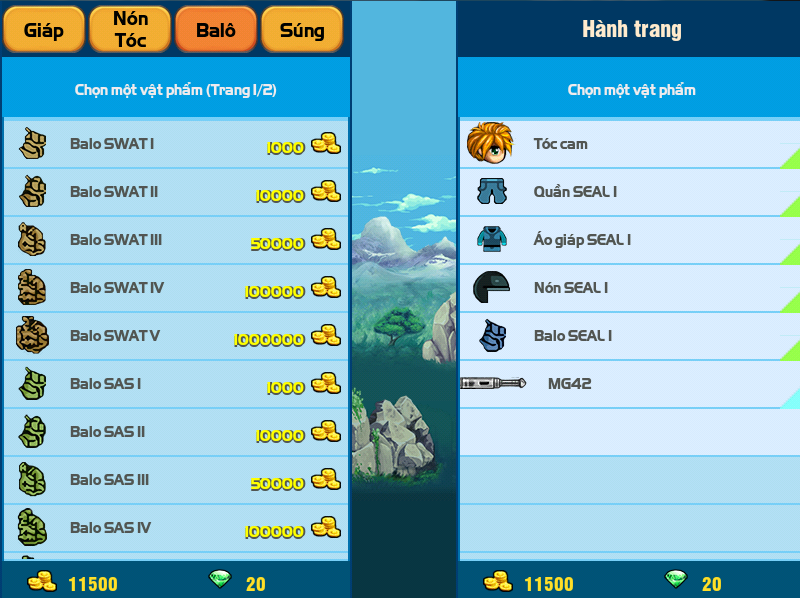 Giáp
Nón
Tóc
Balô
Súng
Chọn một vật phẩm (Trang 1/2)
Balo SWAT I
1000
Balo SWAT II
10000
Balo SWAT III
50000
Balo SWAT IV
100000
Balo SWAT V
1000000
Balo SAS I
1000
Balo SAS II
10000
Balo SAS III
50000
Balo SAS IV
100000
11500
20
Hành trang
Chọn một vật phẩm
Tóc cam
Quần SEAL I
Áo giáp SEAL I
Nón SEAL I
Balo SEAL I
MG42
11500
20